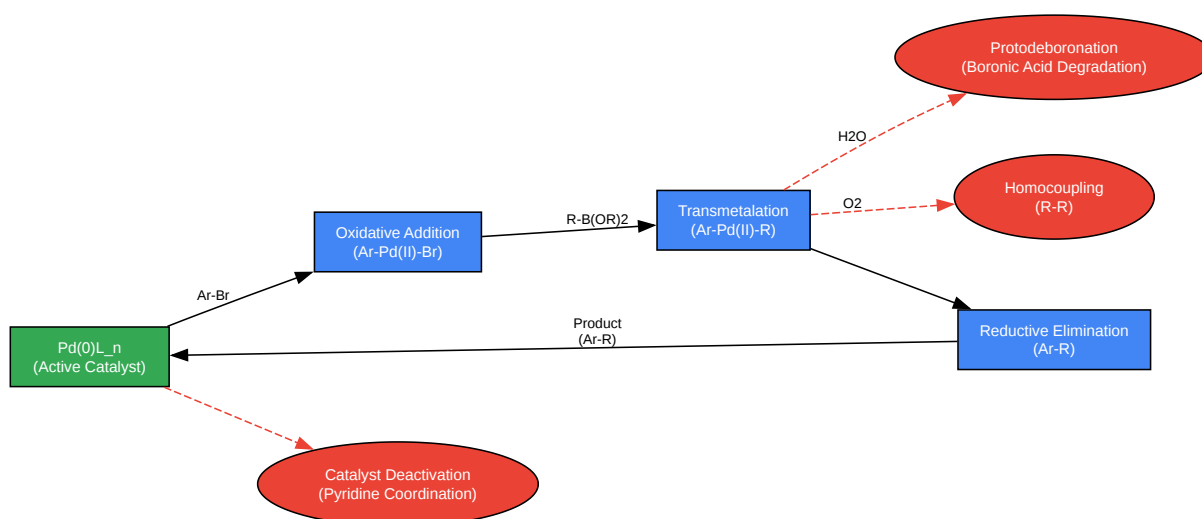 Protodeboronation
(Boronic Acid Degradation)
H2O
Homocoupling
(R-R)
O2
Transmetalation
(Ar-Pd(II)-R)
R-B(OR)2
Oxidative Addition
(Ar-Pd(II)-Br)
Ar-Br
Product
(Ar-R)
Reductive Elimination
(Ar-R)
Pd(0)L_n
(Active Catalyst)
Catalyst Deactivation
(Pyridine Coordination)